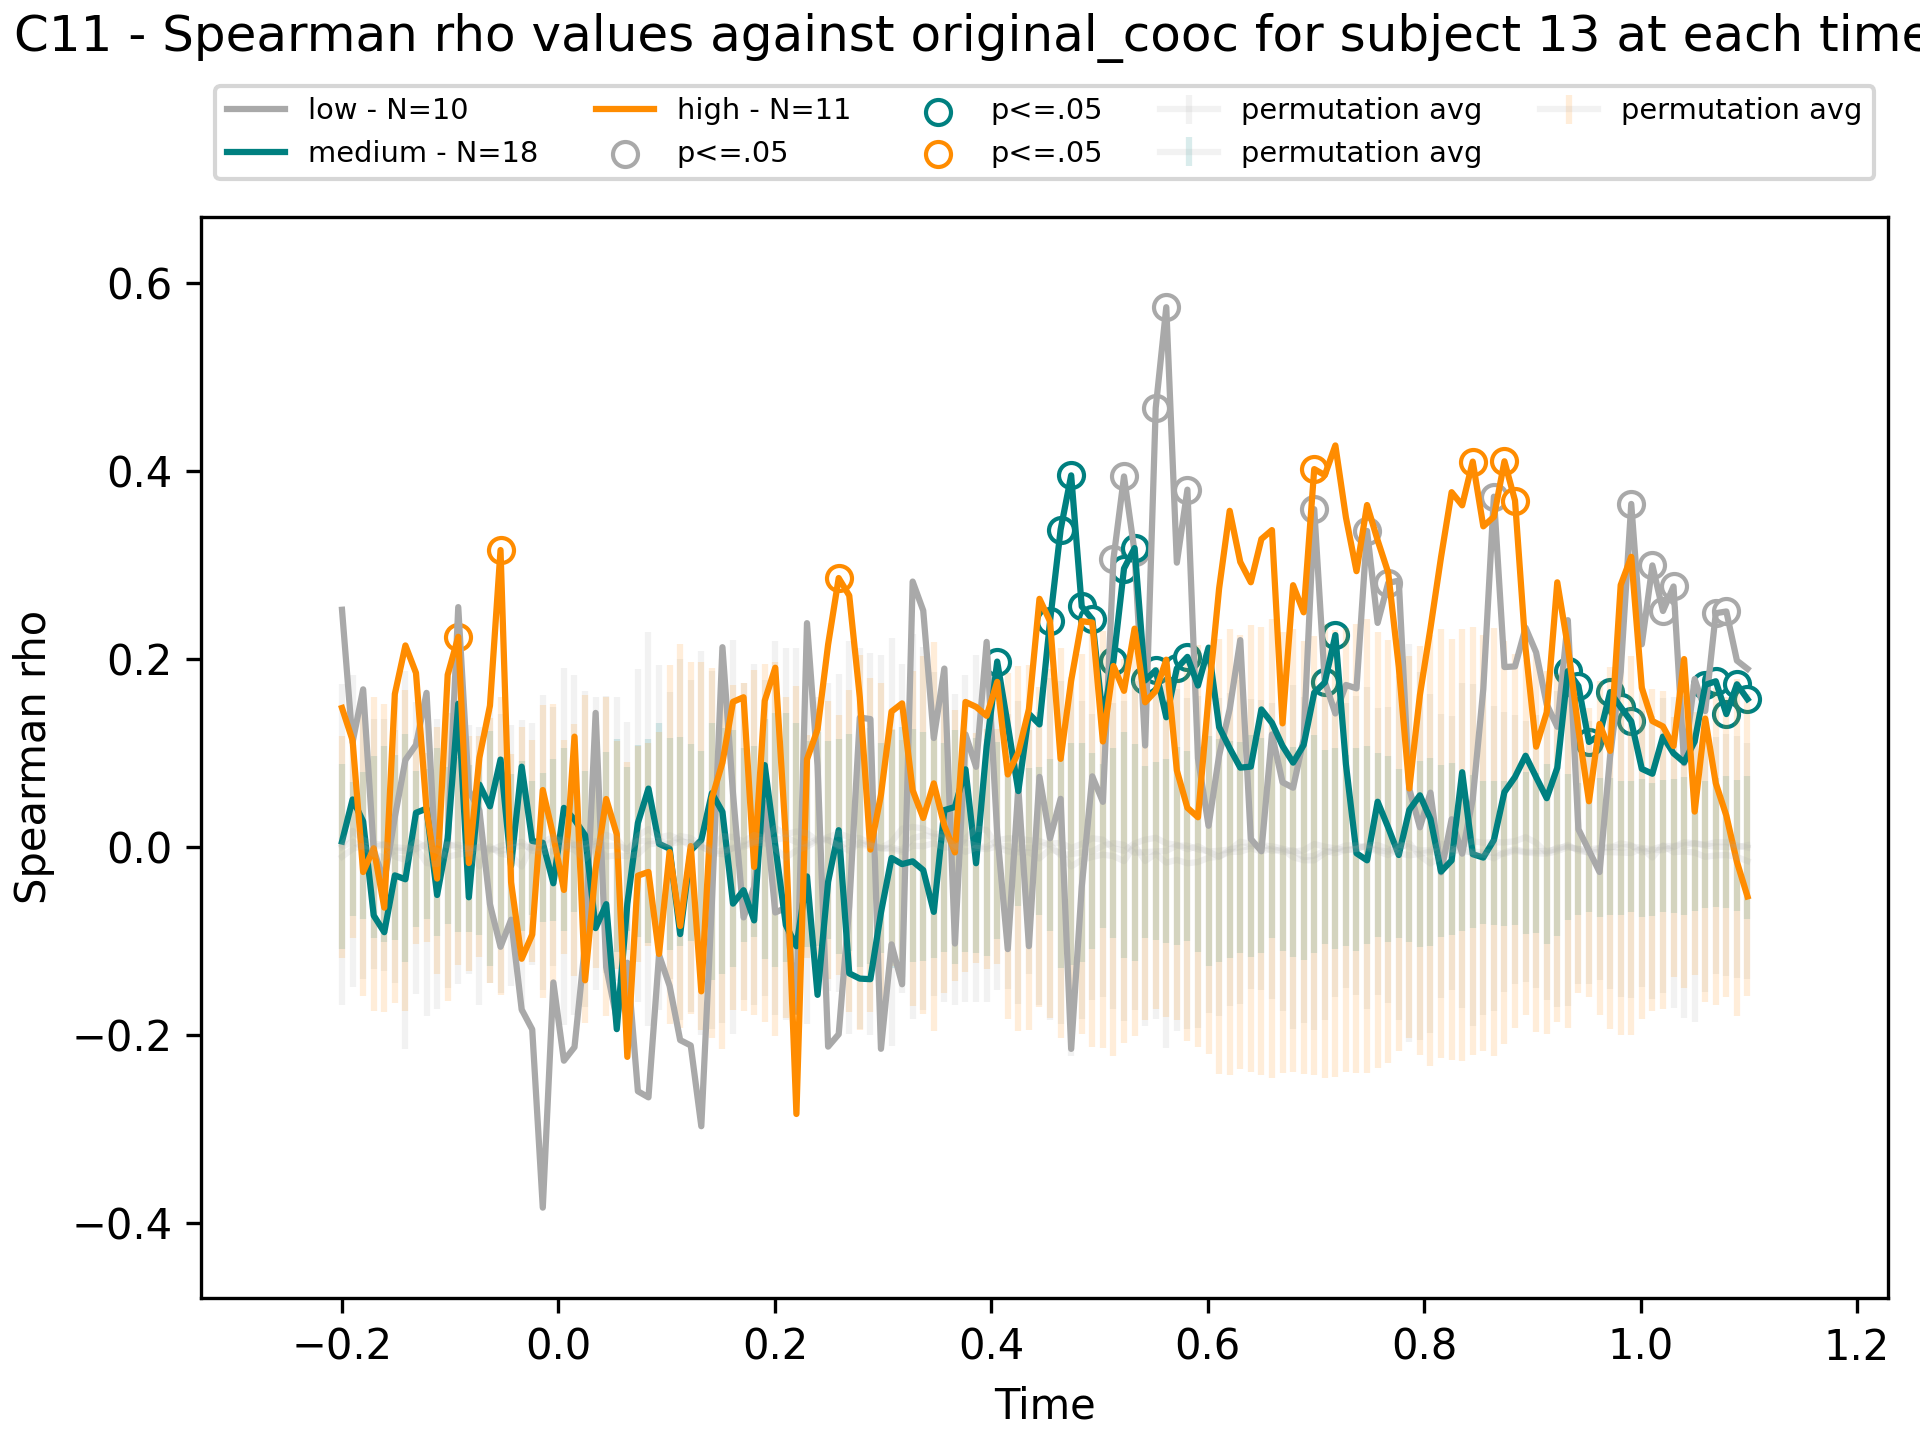 C11 - Spearman rho values against original_cooc for subject 13 at each time
low - N=10
medium - N=18
high - N=11
p<=.05
p<=.05
p<=.05
permutation avg
permutation avg
permutation avg
Spearman rho
0.6
0.4
0.2
0.0
−0.2
−0.4
−0.2
0.0
0.2
0.4
0.6
0.8
1.0
1.2
Time